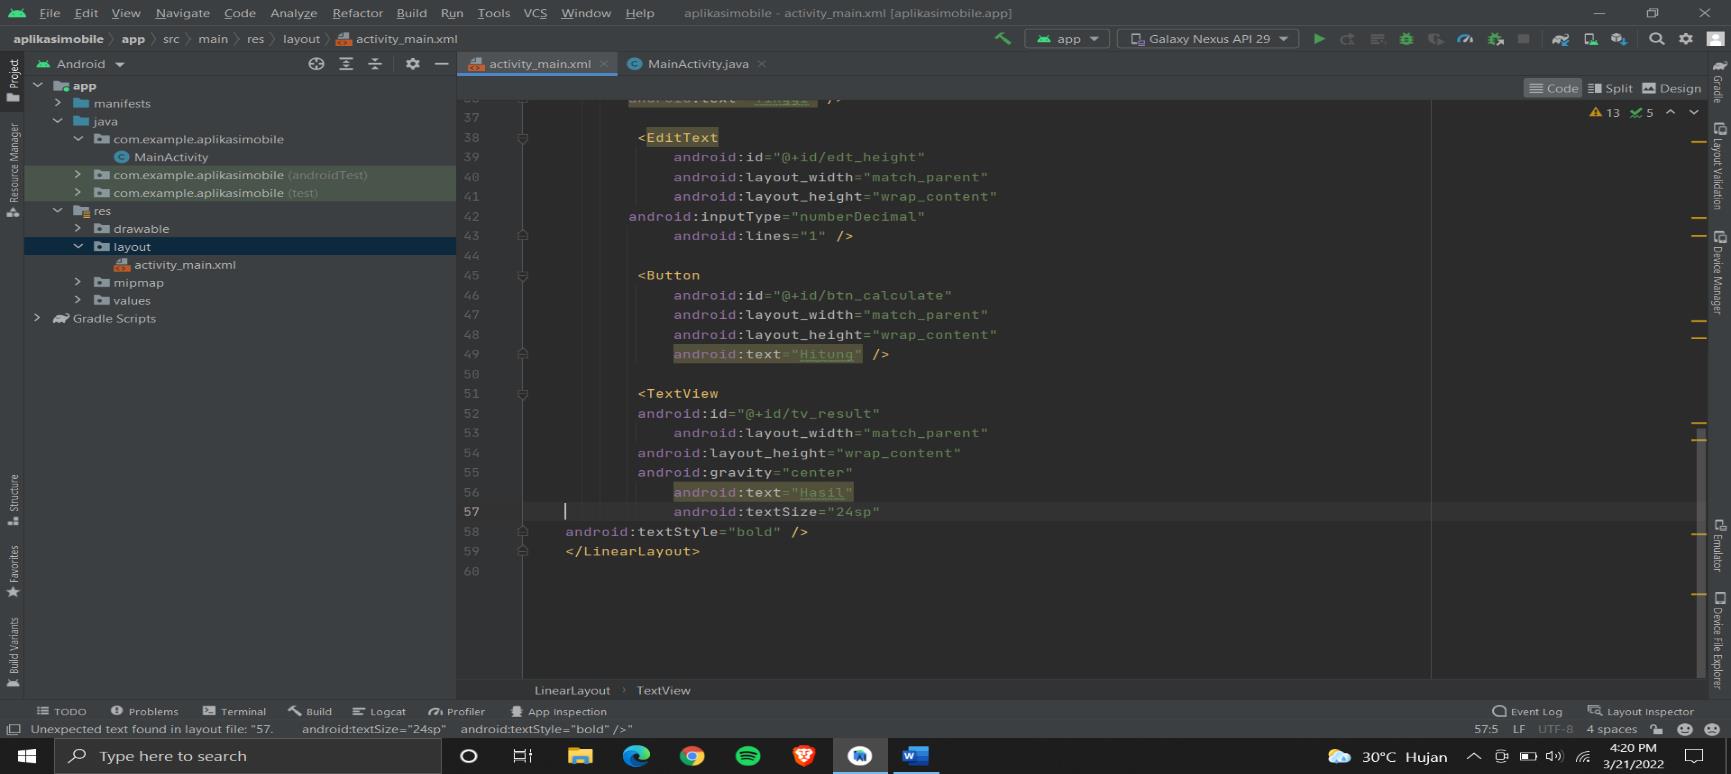 File Edit View Navigate Code Analyze Refactor Build Run Tools VCS Window Help aplikasimobile - activity_main.xml [aplikasimobile.app]
aplikasimobile app src main res layout activity_main.xml app Galaxy Nexus API 29
Android activity_main.xml MainActivity.java
Code Split Design
13 5
Project
Resource Manager
Structure
Favorites
Build Variants
app
manifests
java
com.example.aplikasimobile
MainActivity
com.example.aplikasimobile (androidTest)
com.example.aplikasimobile (test)
res
drawable
layout
activity_main.xml
mipmap
values
Gradle Scripts
37
38 <EditText
39 android:id="@+id/edt_height"
40 android:layout_width="match_parent"
41 android:layout_height="wrap_content"
42 android:inputType="numberDecimal"
43 android:lines="1" />
44
45 <Button
46 android:id="@+id/btn_calculate"
47 android:layout_width="match_parent"
48 android:layout_height="wrap_content"
49 android:text="Hitung" />
50
51 <TextView
52 android:id="@+id/tv_result"
53 android:layout_width="match_parent"
54 android:layout_height="wrap_content"
55 android:gravity="center"
56 android:text="Hasil"
57 android:textSize="24sp"
58 android:textStyle="bold" />
59 </LinearLayout>
60
Gradle
Layout Validation
Device Manager
Emulator
Device File Explorer
LinearLayout TextView
TODO Problems Terminal Build Logcat Profiler App Inspection Event Log Layout Inspector
Unexpected text found in layout file: "57. android:textSize="24sp" android:textStyle="bold" />" 57:5 LF UTF-8 4 spaces
Type here to search
30°C Hujan
4:20 PM
3/21/2022